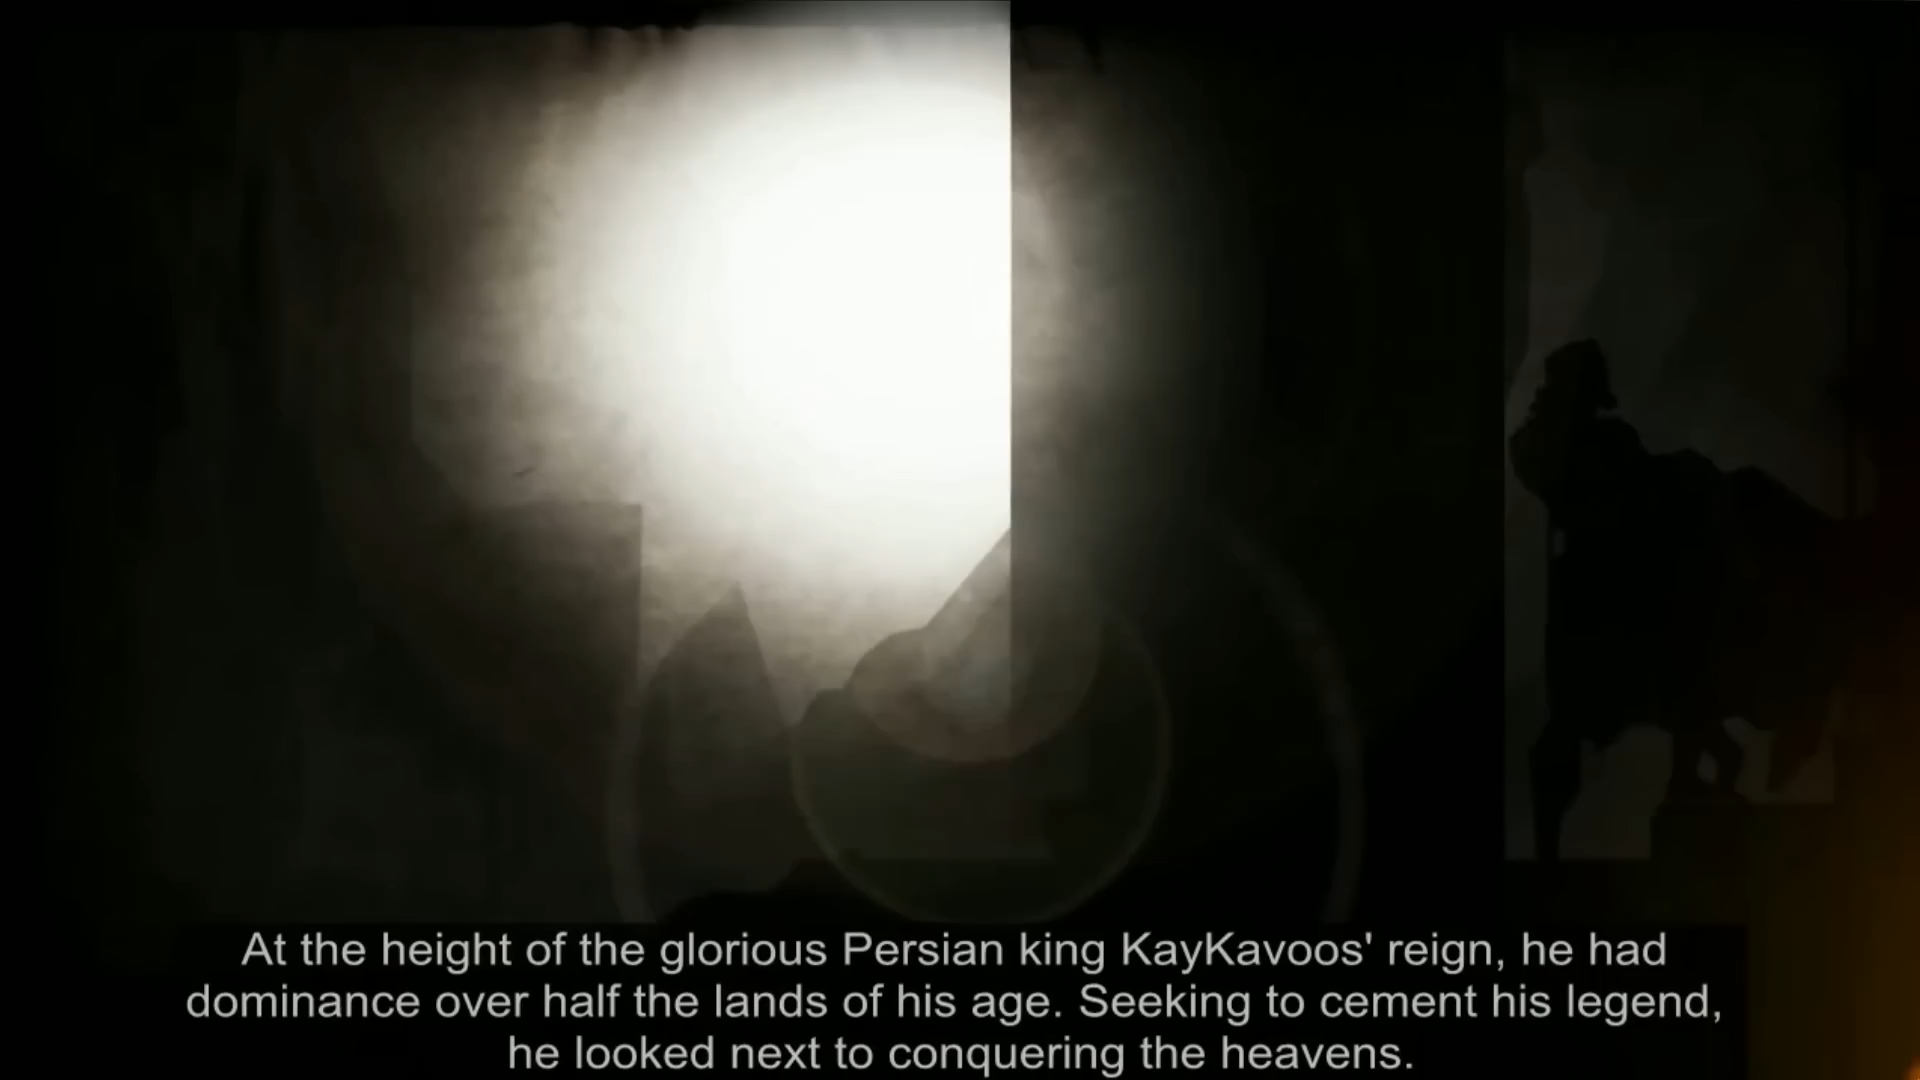 At the height of the glorious Persian king KayKavoos' reign, he had
dominance over half the lands of his age. Seeking to cement his legend,
he looked next to conquering the heavens.